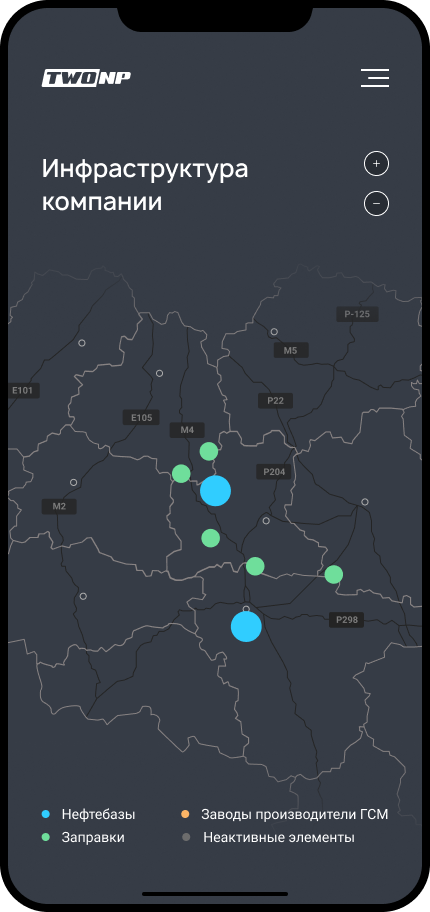 TWONP
Инфраструктура
компании
P-125
M5
E101
P22
E105
M4
P204
M2
P298
Нефтебазы
Заводы производители ГСМ
Заправки
Неактивные элементы